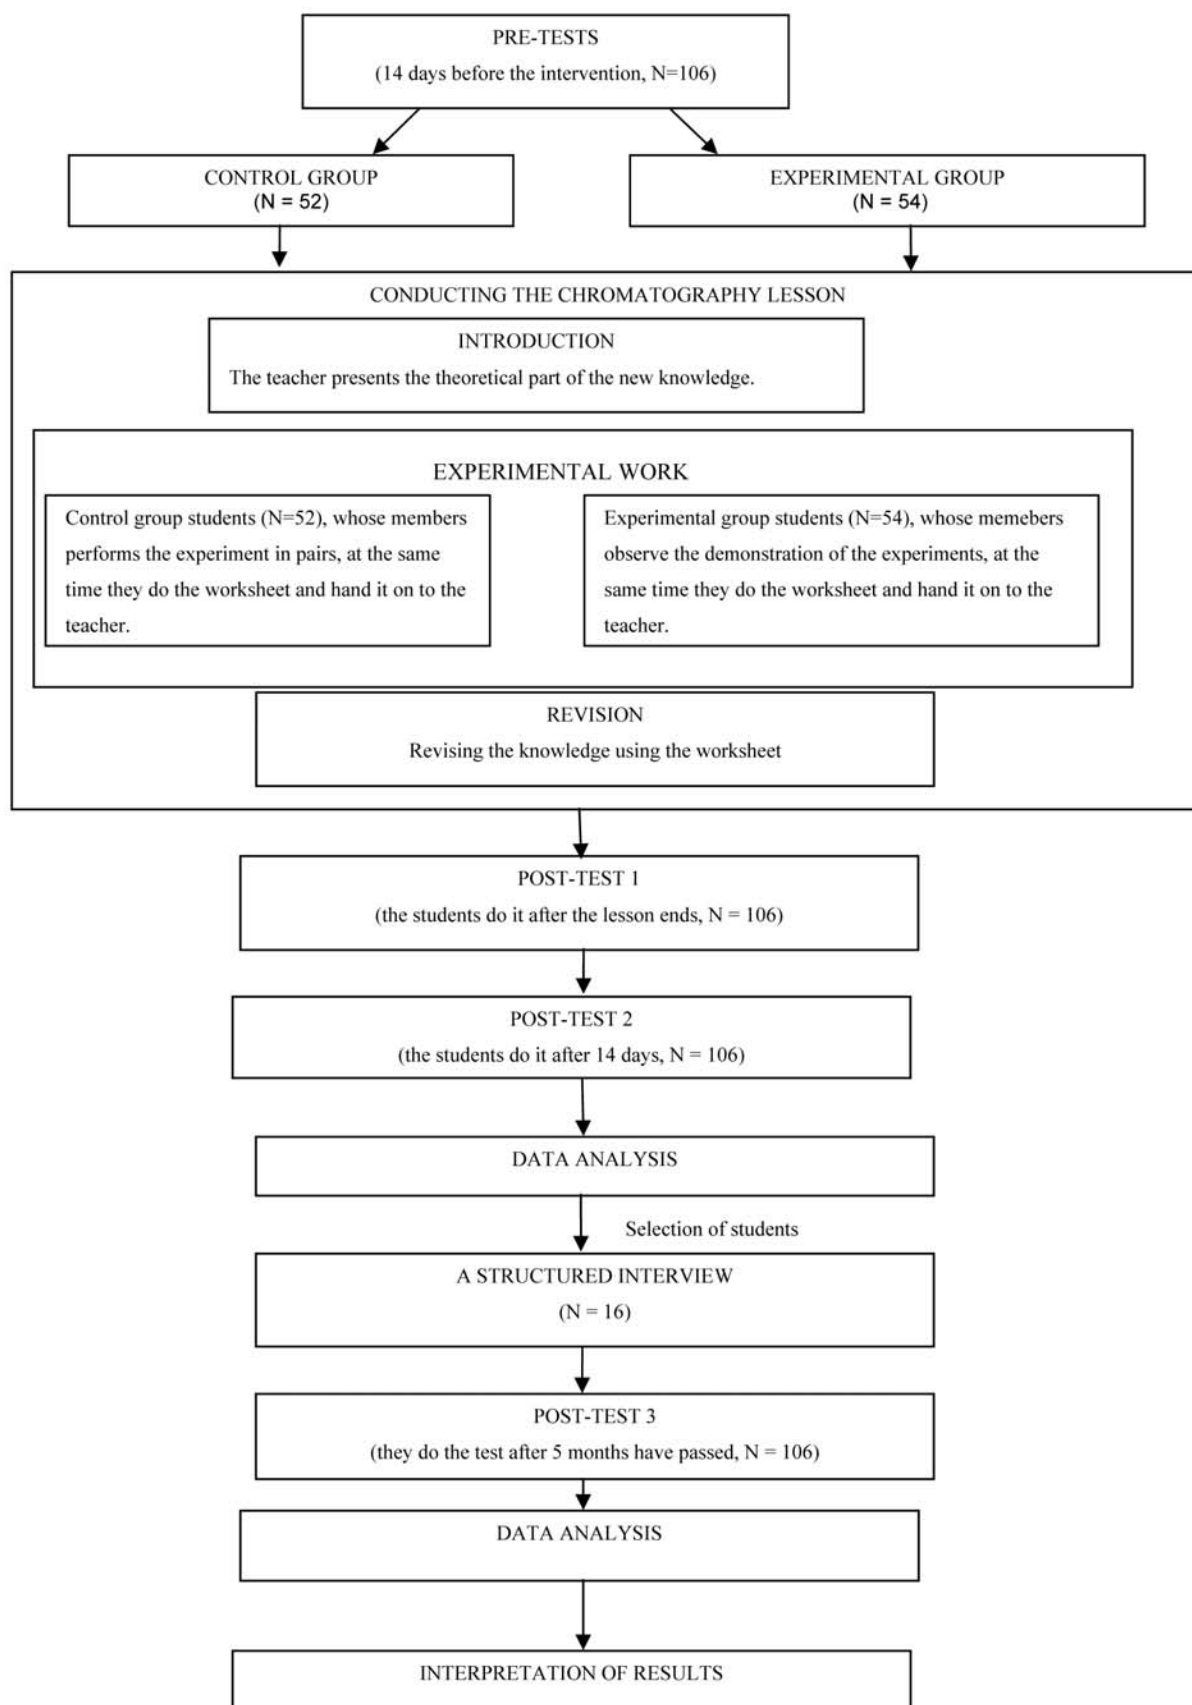 PRE-TESTS
(14 days before the intervention, N=106)
CONTROL GROUP
(N = 52)
EXPERIMENTAL GROUP
(N = 54)
CONDUCTING THE CHROMATOGRAPHY LESSON
INTRODUCTION
The teacher presents the theoretical part of the new knowledge.
EXPERIMENTAL WORK
Control group students (N=52), whose members
performs the experiment in pairs, at the same
time they do the worksheet and hand it on to the
teacher.
Experimental group students (N=54), whose memebers
observe the demonstration of the experiments, at the
same time they do the worksheet and hand it on to the
teacher.
REVISION
Revising the knowledge using the worksheet
POST-TEST 1
(the students do it after the lesson ends, N = 106)
POST-TEST 2
(the students do it after 14 days, N = 106)
DATA ANALYSIS
Selection of students
A STRUCTURED INTERVIEW
(N = 16)
POST-TEST 3
(they do the test after 5 months have passed, N = 106)
DATA ANALYSIS
INTERPRETATION OF RESULTS